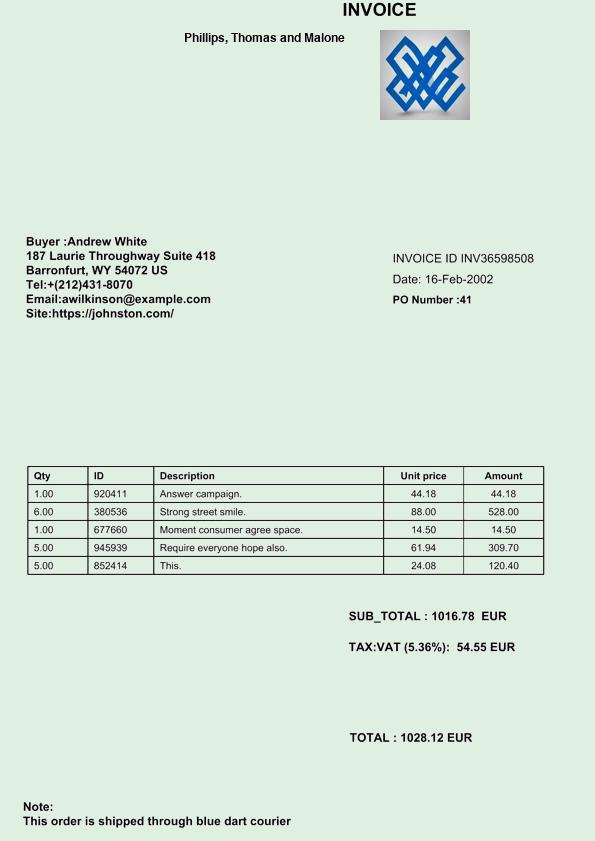 INVOICE
Phillips, Thomas and Malone
Buyer :Andrew White
187 Laurie Throughway Suite 418
Barronfurt, WY 54072 US
Tel:+(212)431-8070
Email:awilkinson@example.com
Site:https://johnston.com/
INVOICE ID INV36598508
Date: 16-Feb-2002
PO Number :41
Qty ID Description Unit price Amount
1.00 920411 Answer campaign. 44.18 44.18
6.00 380536 Strong street smile. 88.00 528.00
1.00 677660 Moment consumer agree space. 14.50 14.50
5.00 945939 Require everyone hope also. 61.94 309.70
5.00 852414 This. 24.08 120.40
SUB_TOTAL : 1016.78 EUR
TAX:VAT (5.36%): 54.55 EUR
TOTAL : 1028.12 EUR
Note:
This order is shipped through blue dart courier